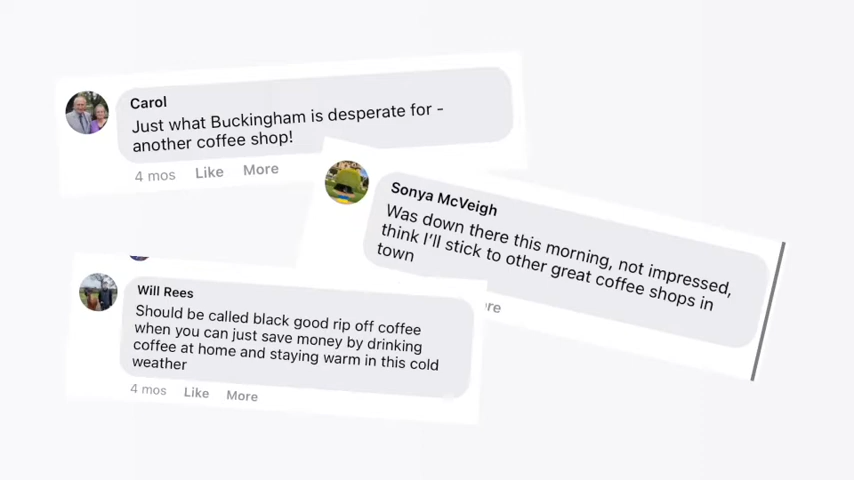 Carol
Just what Buckingham is desperate for -
another coffee shop!
4 mos Like More
Sonya McVeigh
Was down there this morning, not impressed,
think I'll stick to other great coffee shops in
town
Will Rees
Should be called black good rip off coffee
when you can just save money by drinking
coffee at home and staying warm in this cold
weather
4 mos Like More